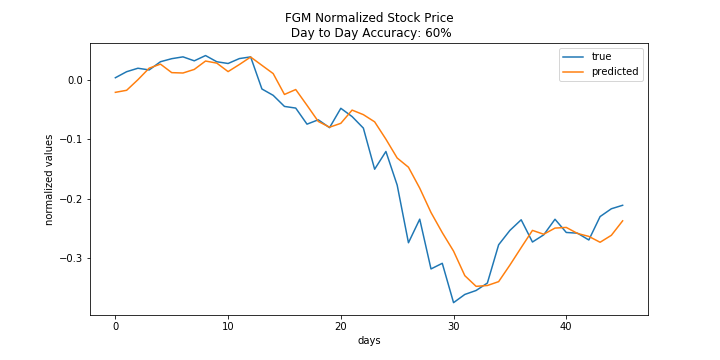 FGM Normalized Stock Price
Day to Day Accuracy: 60%
true
predicted
normalized values
0.0
−0.1
−0.2
−0.3
0 10 20 30 40
days